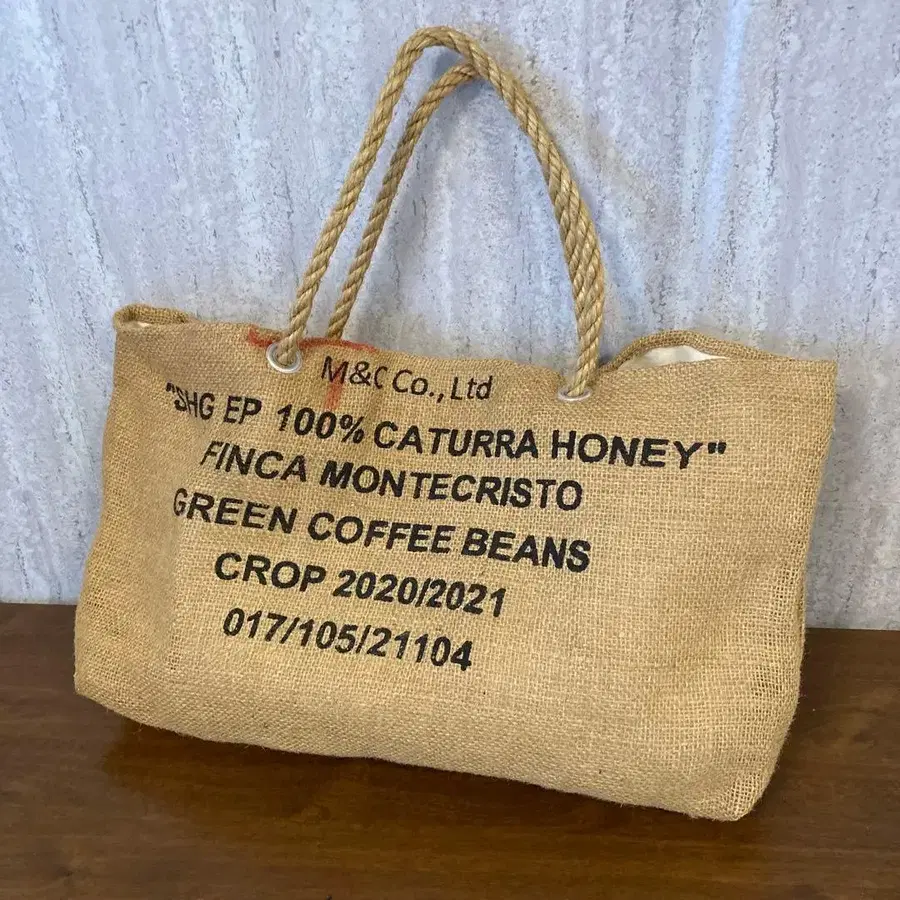 M&C Co., Ltd
"SHG EP 100% CATURRA HONEY"
FINCA MONTECRISTO
GREEN COFFEE BEANS
CROP 2020/2021
017/105/21104